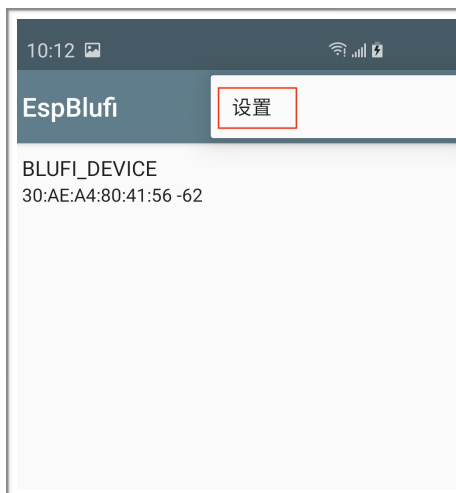 10:12
EspBlufi
设置
BLUFI_DEVICE
30:AE:A4:80:41:56 -62